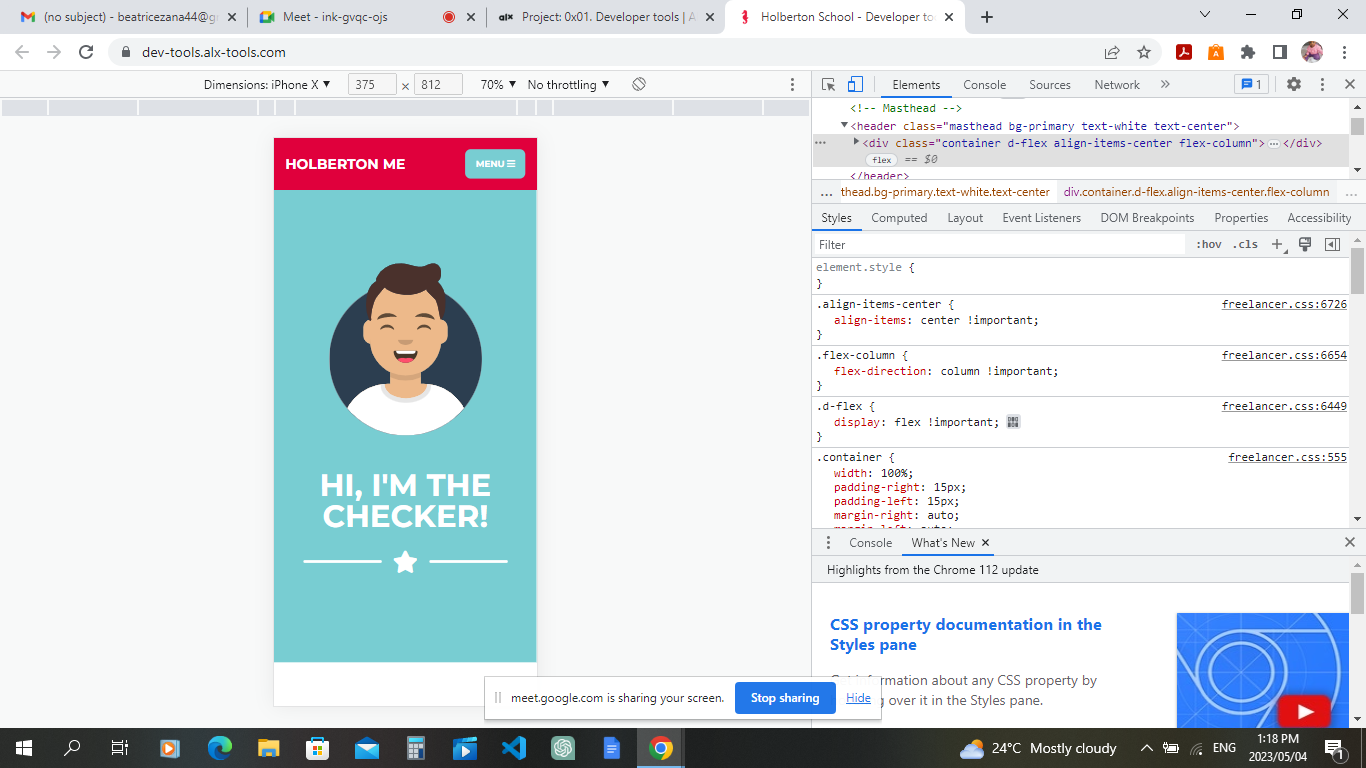 (no subject) - beatricezana44@g
Meet - ink-gvqc-ojs
alx
Project: 0x01. Developer tools | A
Holberton School - Developer to
dev-tools.alx-tools.com
Dimensions: iPhone X ▼ 375 × 812 70% ▼ No throttling ▼
Elements Console Sources Network » 1
<!-- Masthead -->
▼<header class="masthead bg-primary text-white text-center">
… ▶<div class="container d-flex align-items-center flex-column">…</div>
flex == $0
</header>
… thead.bg-primary.text-white.text-center div.container.d-flex.align-items-center.flex-column …
Styles Computed Layout Event Listeners DOM Breakpoints Properties Accessibility
Filter :hov .cls +
element.style {
}
.align-items-center { freelancer.css:6726
align-items: center !important;
}
.flex-column { freelancer.css:6654
flex-direction: column !important;
}
.d-flex { freelancer.css:6449
display: flex !important;
}
.container { freelancer.css:555
width: 100%;
padding-right: 15px;
padding-left: 15px;
margin-right: auto;
margin-left: auto;
Console What's New
Highlights from the Chrome 112 update
CSS property documentation in the
Styles pane
Get information about any CSS property by
over it in the Styles pane.
HOLBERTON ME
MENU
HI, I'M THE
CHECKER!
meet.google.com is sharing your screen. Stop sharing Hide
24°C Mostly cloudy
ENG
1:18 PM
2023/05/04
1